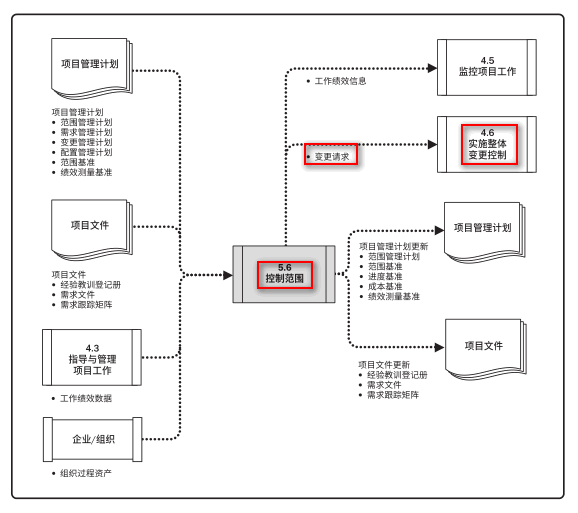 项目管理计划
项目管理计划
• 范围管理计划
• 需求管理计划
• 变更管理计划
• 配置管理计划
• 范围基准
• 绩效测量基准
项目文件
项目文件
• 经验教训登记册
• 需求文件
• 需求跟踪矩阵
4.3
指导与管理
项目工作
• 工作绩效数据
企业/组织
• 组织过程资产
5.6
控制范围
• 工作绩效信息
4.5
监控项目工作
• 变更请求
4.6
实施整体
变更控制
项目管理计划更新
• 范围管理计划
• 范围基准
• 进度基准
• 成本基准
• 绩效测量基准
项目管理计划
项目文件更新
• 经验教训登记册
• 需求文件
• 需求跟踪矩阵
项目文件